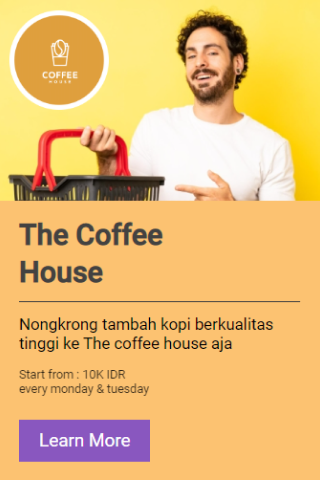 COFFEE
HOUSE
The Coffee
House
Nongkrong tambah kopi berkualitas
tinggi ke The coffee house aja
Start from : 10K IDR
every monday & tuesday
Learn More